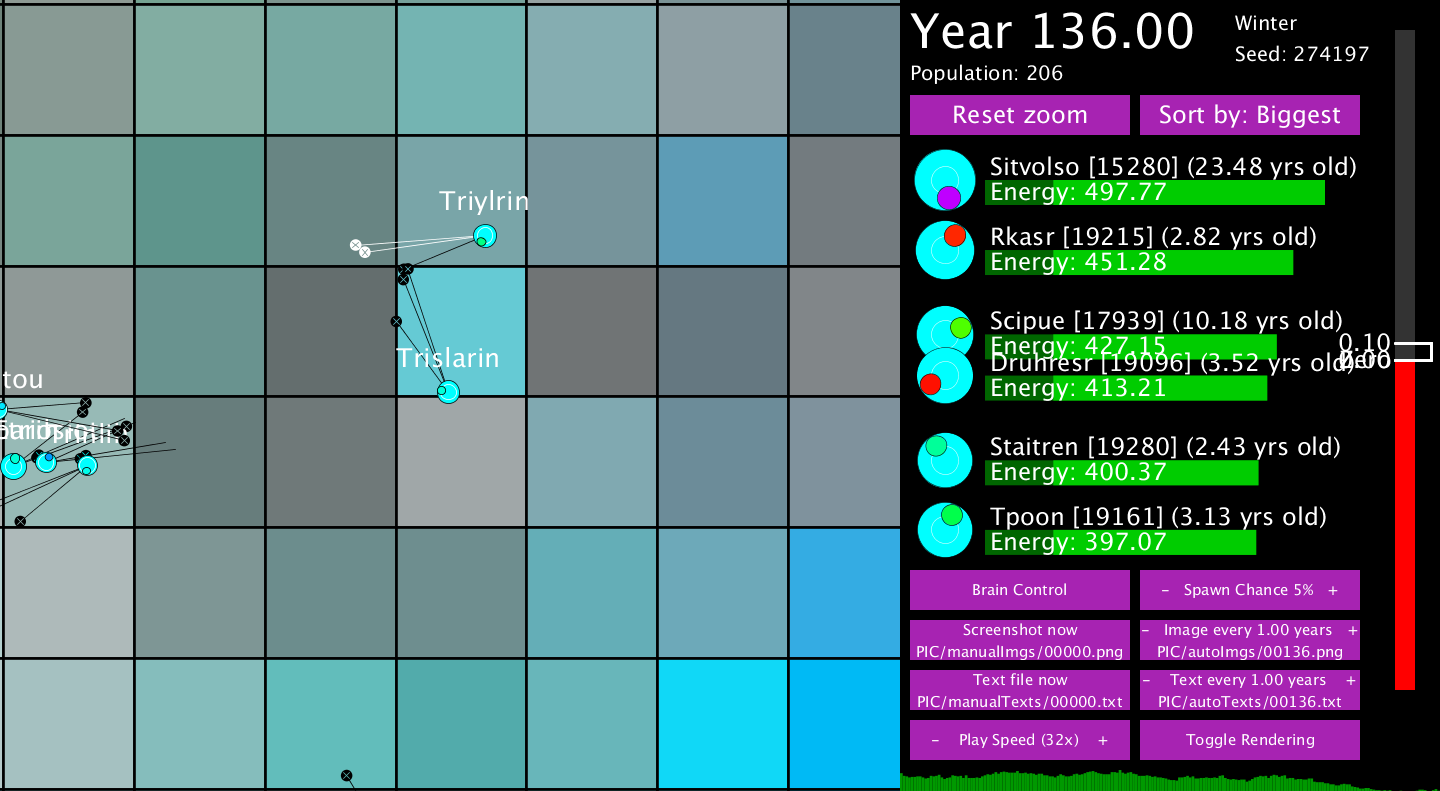 Triylrin
Trislarin
tou
Year 136.00
Winter
Seed: 274197
Population: 206
Reset zoom
Sort by: Biggest
Sitvolso [15280] (23.48 yrs old)
Energy: 497.77
Rkasr [19215] (2.82 yrs old)
Energy: 451.28
Scipue [17939] (10.18 yrs old)
Energy: 427.15
Druhresr [19096] (3.52 yrs old)
Energy: 413.21
Staitren [19280] (2.43 yrs old)
Energy: 400.37
Tpoon [19161] (3.13 yrs old)
Energy: 397.07
0.10
Brain Control
- Spawn Chance 5% +
Screenshot now
PIC/manualImgs/00000.png
- Image every 1.00 years +
PIC/autoImgs/00136.png
Text file now
PIC/manualTexts/00000.txt
- Text every 1.00 years +
PIC/autoTexts/00136.txt
- Play Speed (32x) +
Toggle Rendering